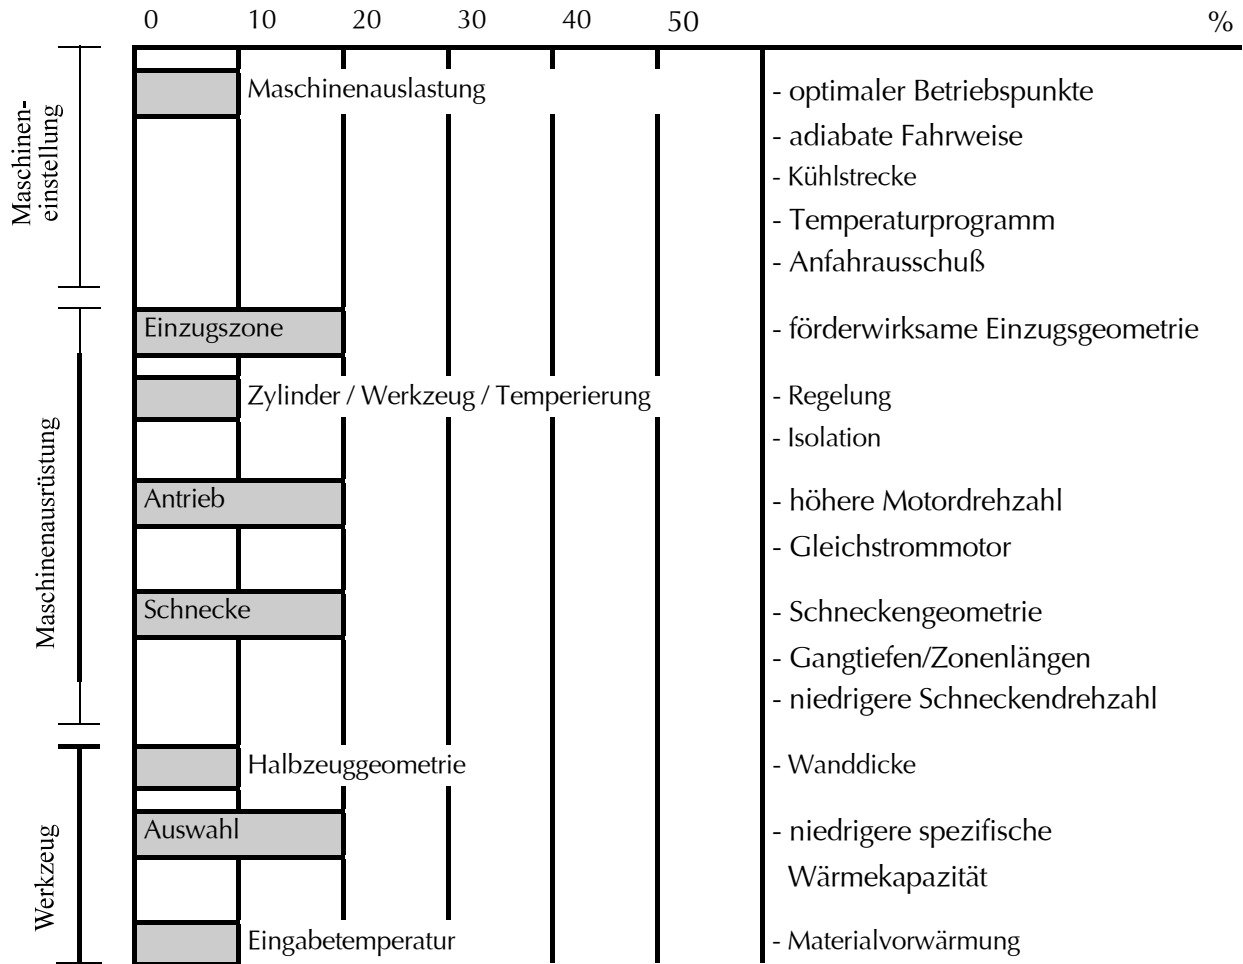 0 10 20 30 40 50 %
Maschinen-
einstellung
Maschinenauslastung
- optimaler Betriebspunkte
- adiabate Fahrweise
- Kühlstrecke
- Temperaturprogramm
- Anfahrausschuß
Maschinenausrüstung
Einzugszone
- förderwirksame Einzugsgeometrie
Zylinder / Werkzeug / Temperierung
- Regelung
- Isolation
Antrieb
- höhere Motordrehzahl
- Gleichstrommotor
Schnecke
- Schneckengeometrie
- Gangtiefen/Zonenlängen
- niedrigere Schneckendrehzahl
Werkzeug
Halbzeuggeometrie
- Wanddicke
Auswahl
- niedrigere spezifische
Wärmekapazität
Eingabetemperatur
- Materialvorwärmung